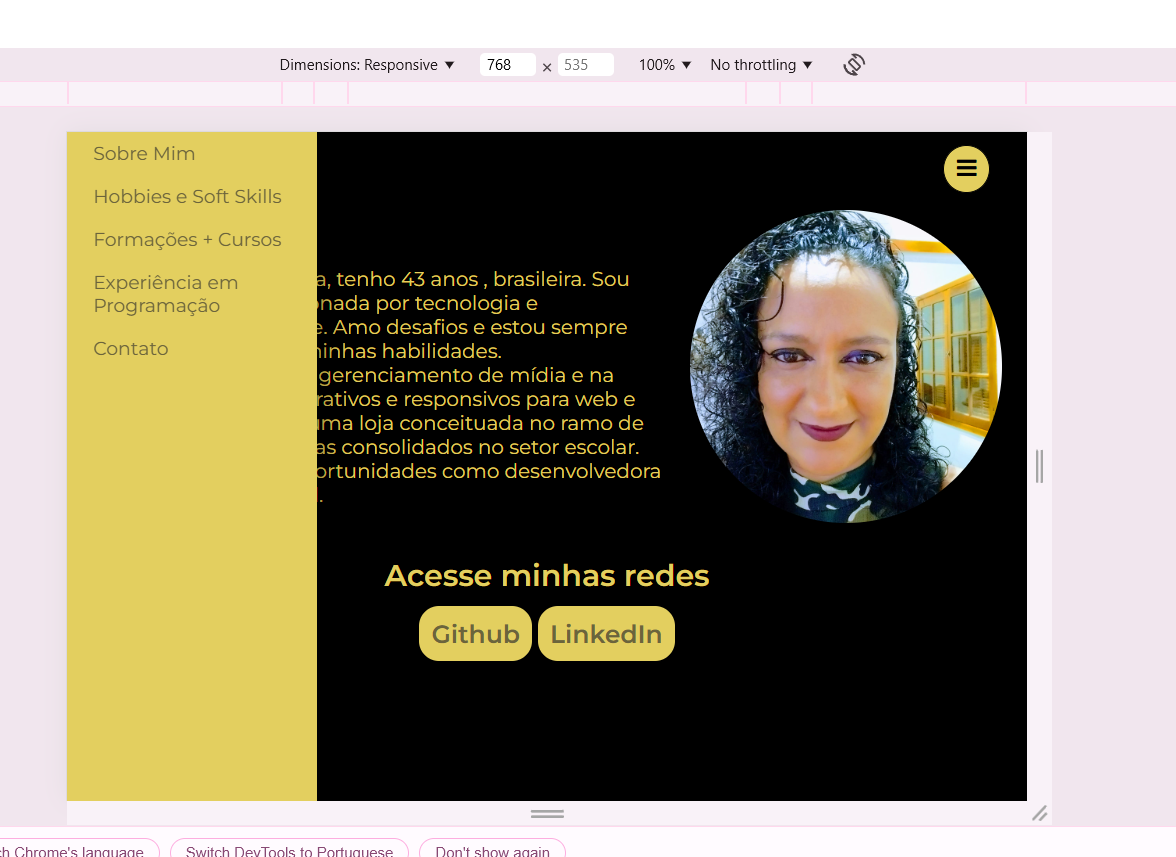 Dimensions: Responsive ▼ 768 × 535 100% ▼ No throttling ▼
Sobre Mim
Hobbies e Soft Skills
Formações + Cursos
Experiência em
Programação
Contato
a, tenho 43 anos , brasileira. Sou
nada por tecnologia e
e. Amo desafios e estou sempre
minhas habilidades.
gerenciamento de mídia e na
rativos e responsivos para web e
uma loja conceituada no ramo de
as consolidados no setor escolar.
ortunidades como desenvolvedora
.
Acesse minhas redes
Github LinkedIn
ch Chrome's language Switch DevTools to Portuguese Don't show again